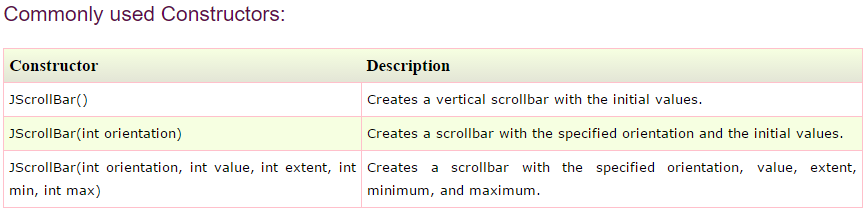 Commonly used Constructors:
Constructor Description
JScrollBar() Creates a vertical scrollbar with the initial values.
JScrollBar(int orientation) Creates a scrollbar with the specified orientation and the initial values.
JScrollBar(int orientation, int value, int extent, int Creates a scrollbar with the specified orientation, value, extent,
min, int max) minimum, and maximum.